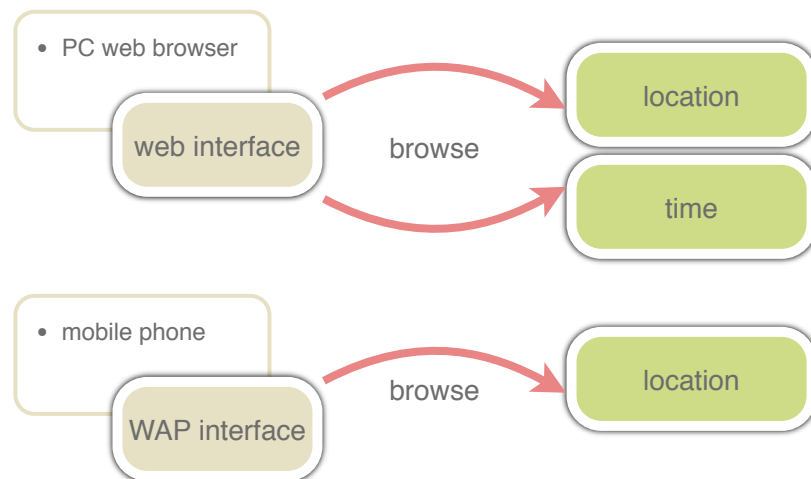 • PC web browser
web interface
browse
location
time
• mobile phone
WAP interface
browse
location